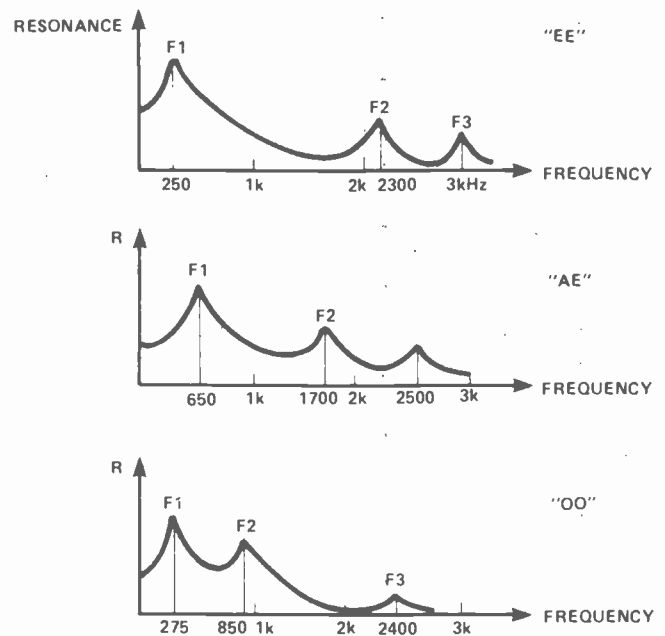 RESONANCE F1 "EE"
F2 F3
250 1k 2k 2300 3kHz FREQUENCY
R F1 "AE"
F2
650 1k 1700 2k 2500 3k FREQUENCY
R F1 F2 "OO"
F3
275 850 1k 2k 2400 3k FREQUENCY